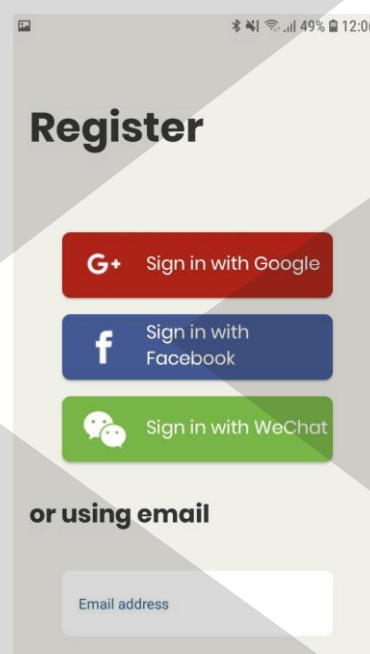 49% 12:06
Register
G+ Sign in with Google
f Sign in with
Facebook
Sign in with WeChat
or using email
Email address